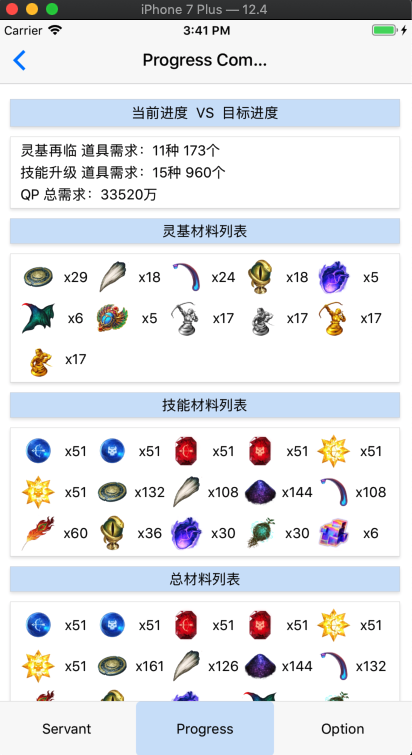 iPhone 7 Plus — 12.4
Carrier 3:41 PM
Progress Com...
当前进度 VS 目标进度
灵基再临 道具需求：11种 173个
技能升级 道具需求：15种 960个
QP 总需求：33520万
灵基材料列表
x29 x18 x24 x18 x5
x6 x5 x17 x17 x17
x17
技能材料列表
x51 x51 x51 x51 x51
x51 x132 x108 x144 x108
x60 x36 x30 x30 x6
总材料列表
x51 x51 x51 x51 x51
x51 x161 x126 x144 x132
Servant Progress Option